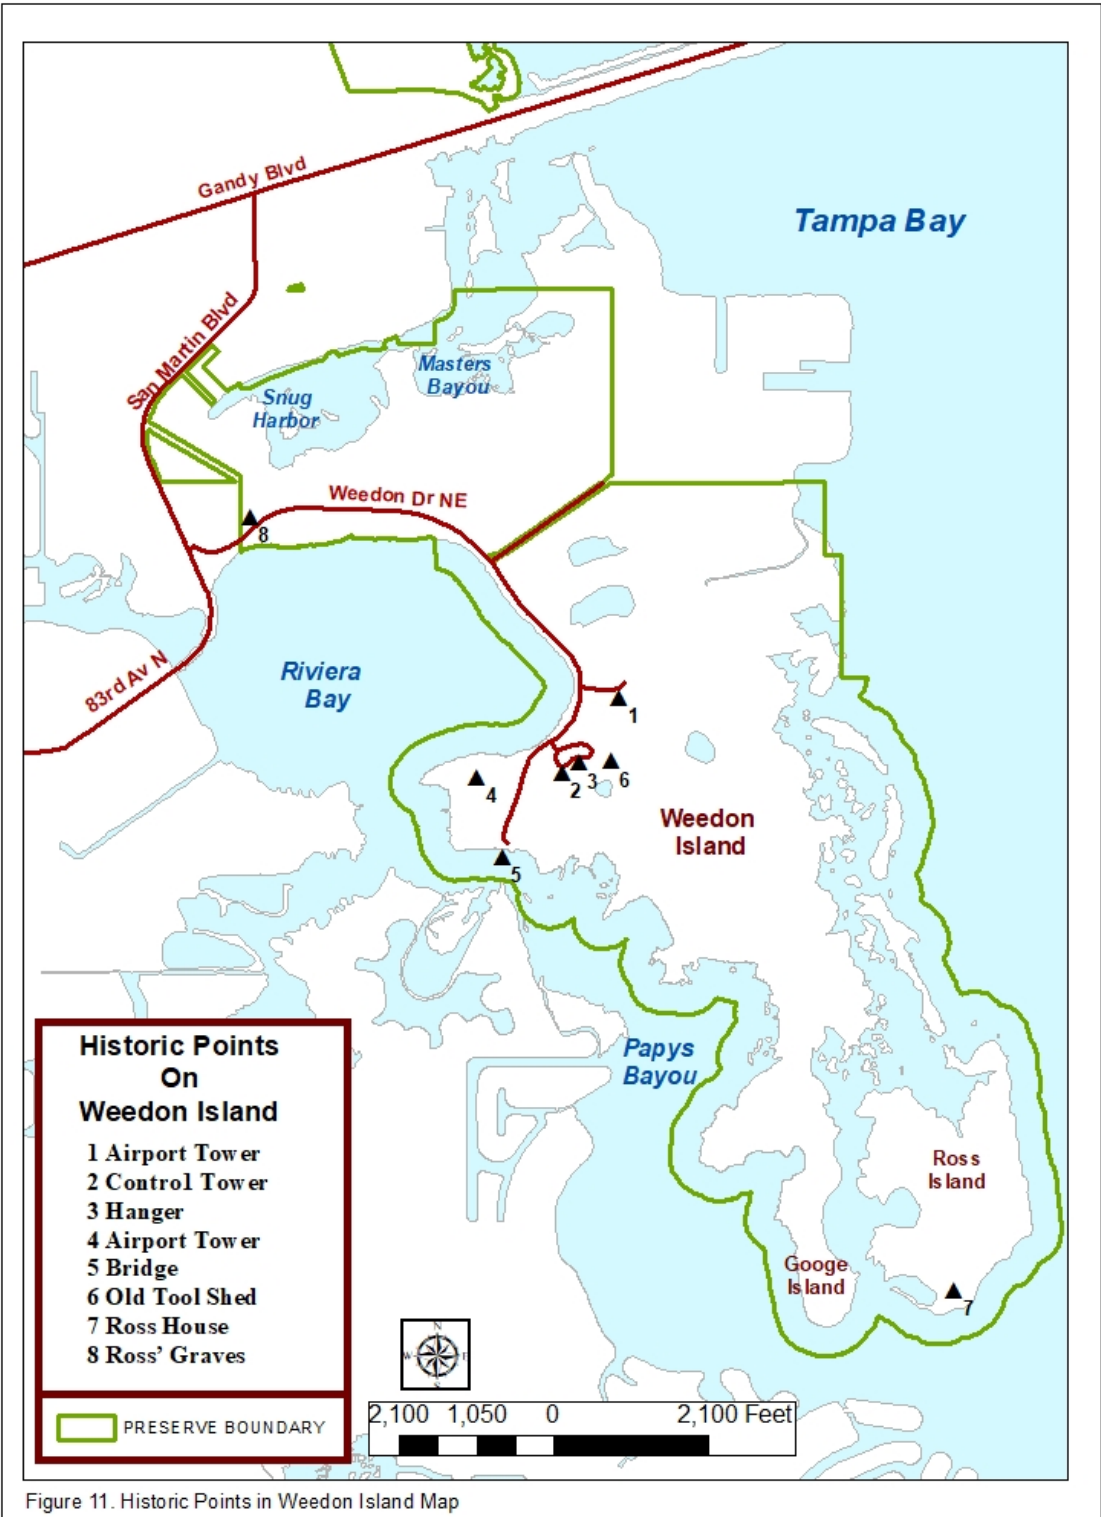 Gandy Blvd
Tampa Bay
San Martin Blvd
Masters
Bayou
Snug
Harbor
Weedon Dr NE
8
83rd Av N
Riviera
Bay
1
2
3
6
4
Weedon
Island
5
Papys
Bayou
Ross
Island
Googe
Island
7
Historic Points
On
Weedon Island
1 Airport Tower
2 Control Tower
3 Hanger
4 Airport Tower
5 Bridge
6 Old Tool Shed
7 Ross House
8 Ross' Graves
PRESERVE BOUNDARY
N
W E
S
2,100 1,050 0 2,100 Feet
Figure 11. Historic Points in Weedon Island Map